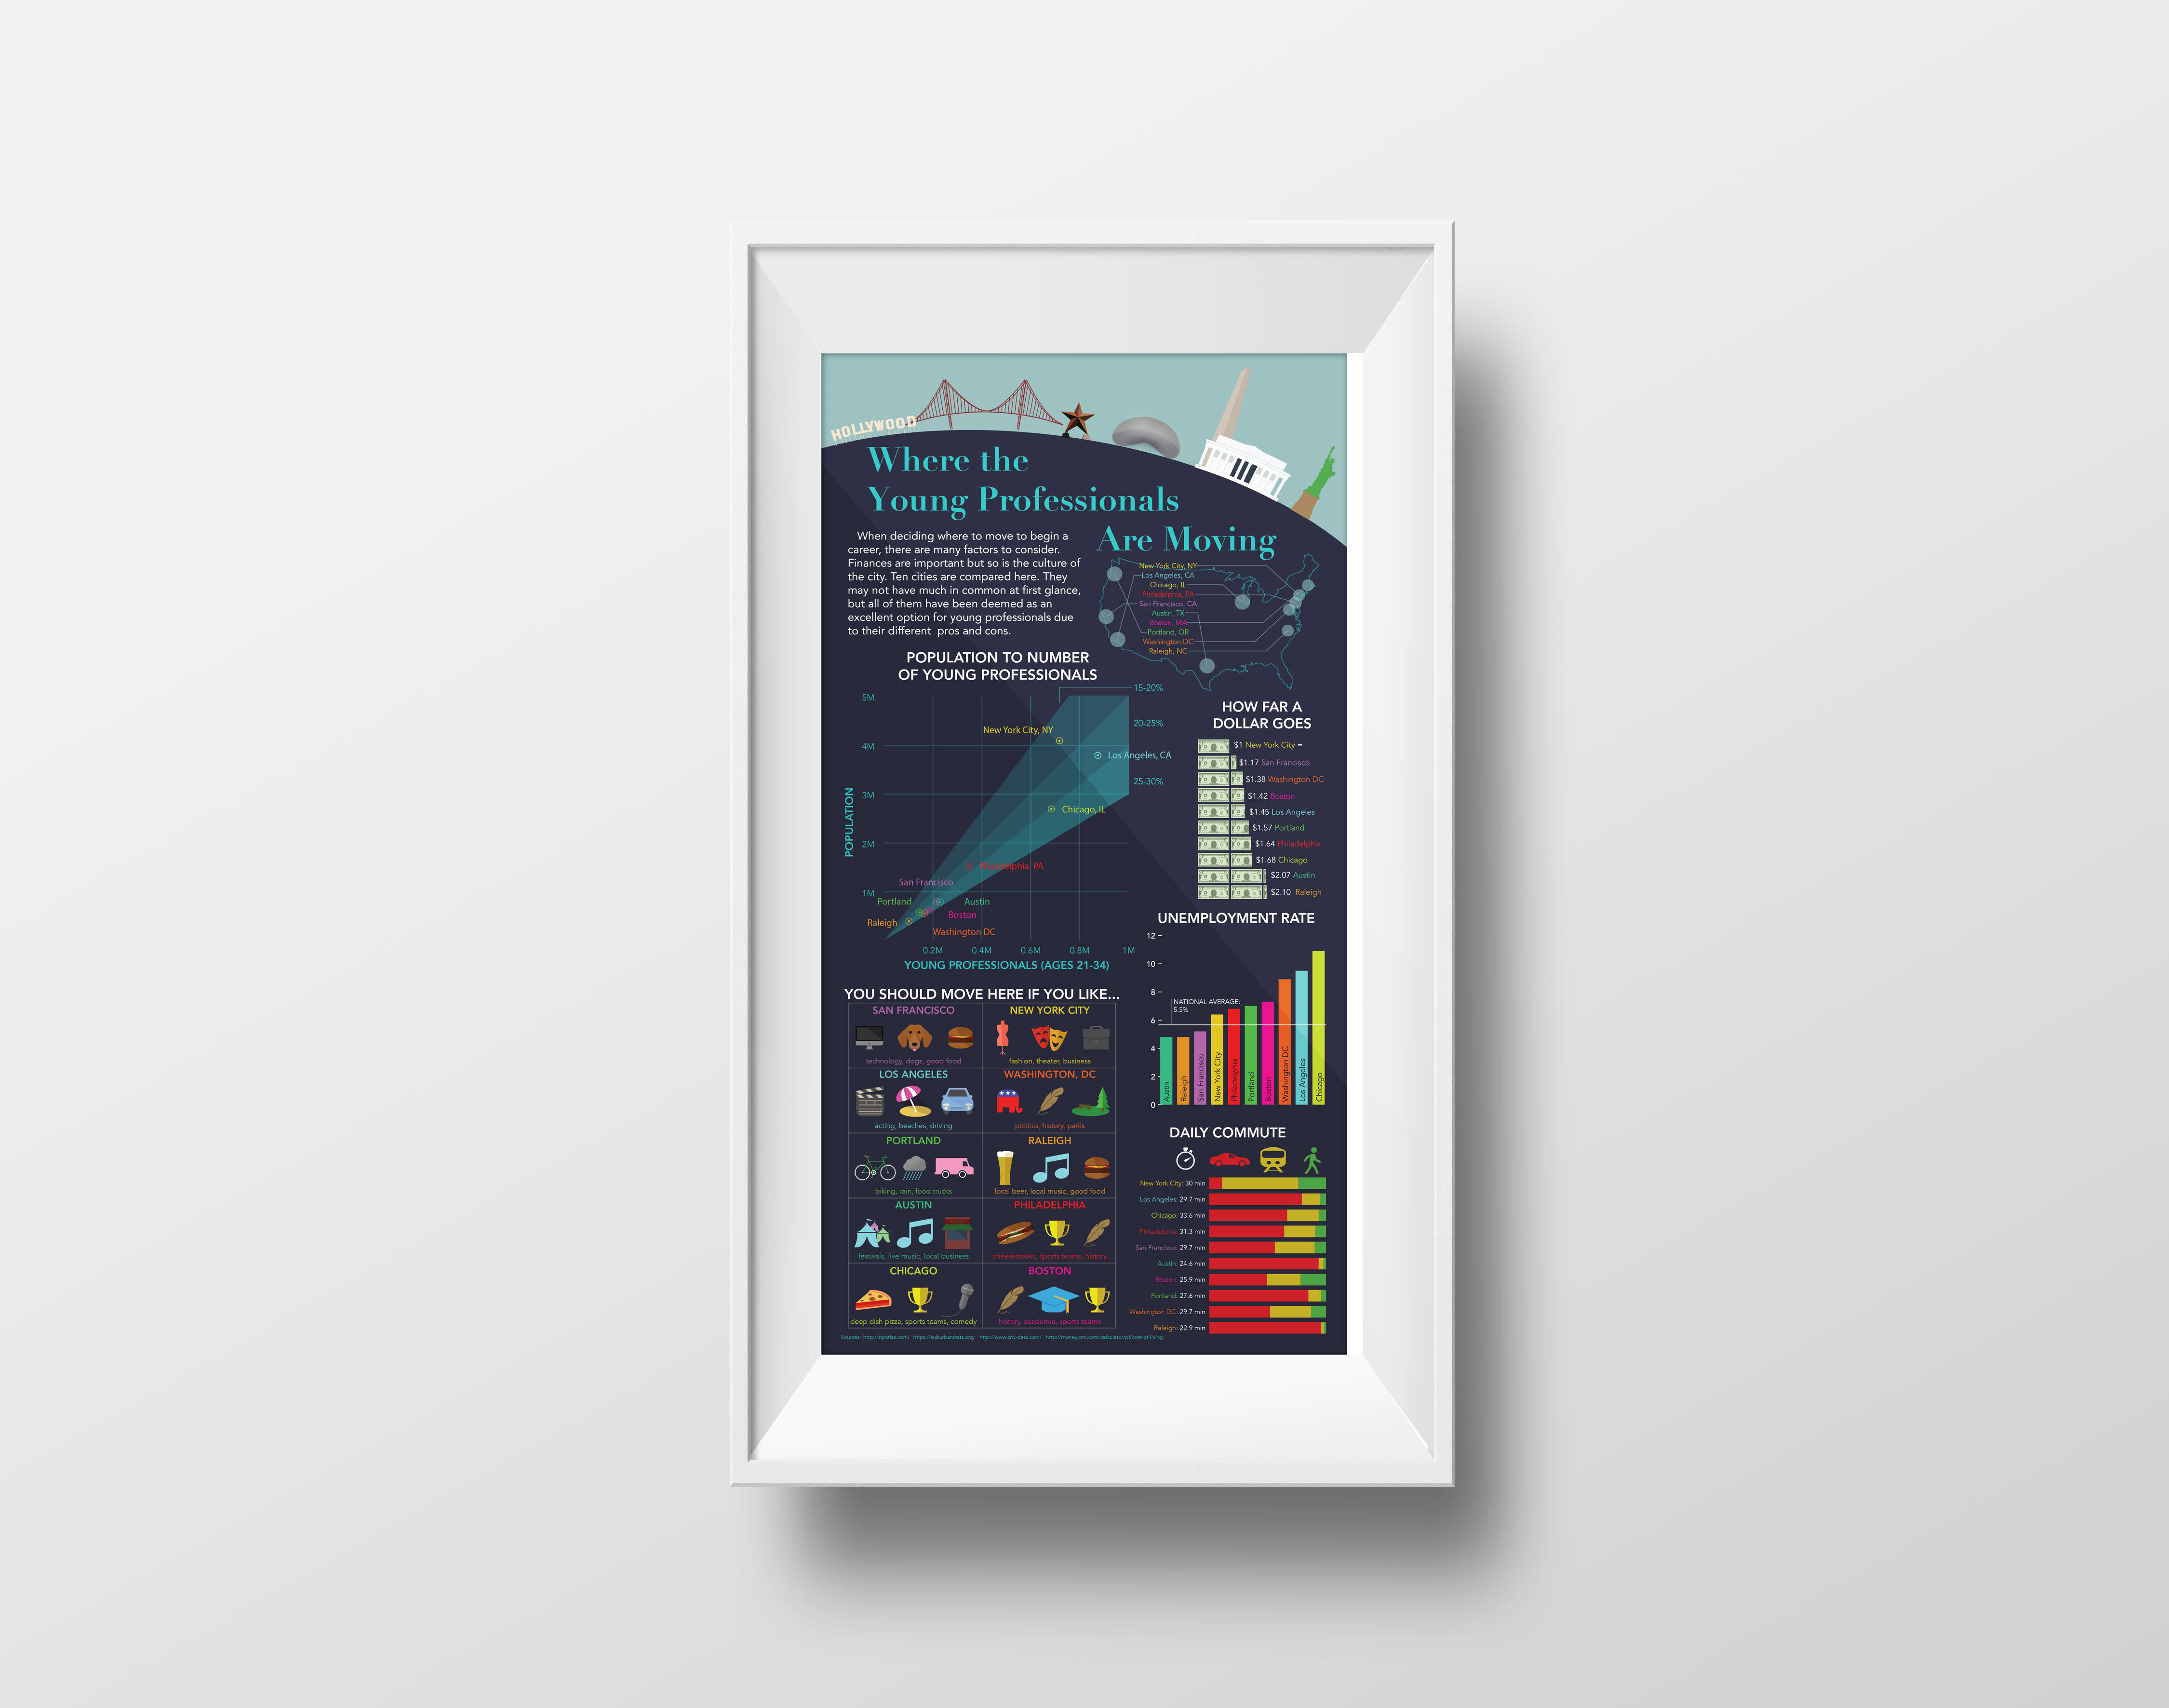 HOLLYWOOD
Where the
Young Professionals
Are Moving
When deciding where to move to begin a
career, there are many factors to consider.
Finances are important but so is the culture of
the city. Ten cities are compared here. They
may not have much in common at first glance,
but all of them have been deemed as an
excellent option for young professionals due
to their different pros and cons.
New York City, NY
Los Angeles, CA
Chicago, IL
Philadelphia, PA
San Francisco, CA
Austin, TX
Boston, MA
Portland, OR
Washington DC
Raleigh, NC
POPULATION TO NUMBER
OF YOUNG PROFESSIONALS
15-20%
20-25%
25-30%
5M
4M
3M
2M
1M
POPULATION
New York City, NY
Los Angeles, CA
Chicago, IL
Philadelphia, PA
San Francisco
Portland
Austin
Boston
Raleigh
Washington DC
0.2M
0.4M
0.6M
0.8M
1M
YOUNG PROFESSIONALS (AGES 21-34)
HOW FAR A
DOLLAR GOES
$1 New York City =
$1.17 San Francisco
$1.38 Washington DC
$1.42 Boston
$1.45 Los Angeles
$1.57 Portland
$1.64 Philadelphia
$1.68 Chicago
$2.07 Austin
$2.10 Raleigh
UNEMPLOYMENT RATE
12
10
8
6
4
2
0
NATIONAL AVERAGE:
5.5%
Austin
Raleigh
San Francisco
New York City
Philadelphia
Portland
Boston
Washington DC
Los Angeles
Chicago
YOU SHOULD MOVE HERE IF YOU LIKE...
SAN FRANCISCO
technology, dogs, good food
NEW YORK CITY
fashion, theater, business
LOS ANGELES
acting, beaches, driving
WASHINGTON, DC
politics, history, parks
PORTLAND
biking, rain, food trucks
RALEIGH
local beer, local music, good food
AUSTIN
festivals, live music, local business
PHILADELPHIA
cheesesteaks, sports teams, history
CHICAGO
deep dish pizza, sports teams, comedy
BOSTON
history, academia, sports teams
DAILY COMMUTE
New York City: 30 min
Los Angeles: 29.7 min
Chicago: 33.6 min
Philadelphia: 31.3 min
San Francisco: 29.7 min
Austin: 24.6 min
Boston: 25.9 min
Portland: 27.6 min
Washington DC: 29.7 min
Raleigh: 22.9 min
Sources: http://zipatlas.com/ https://suburbanstats.org/ http://www.city-data.com/ http://money.cnn.com/calculator/pf/cost-of-living/